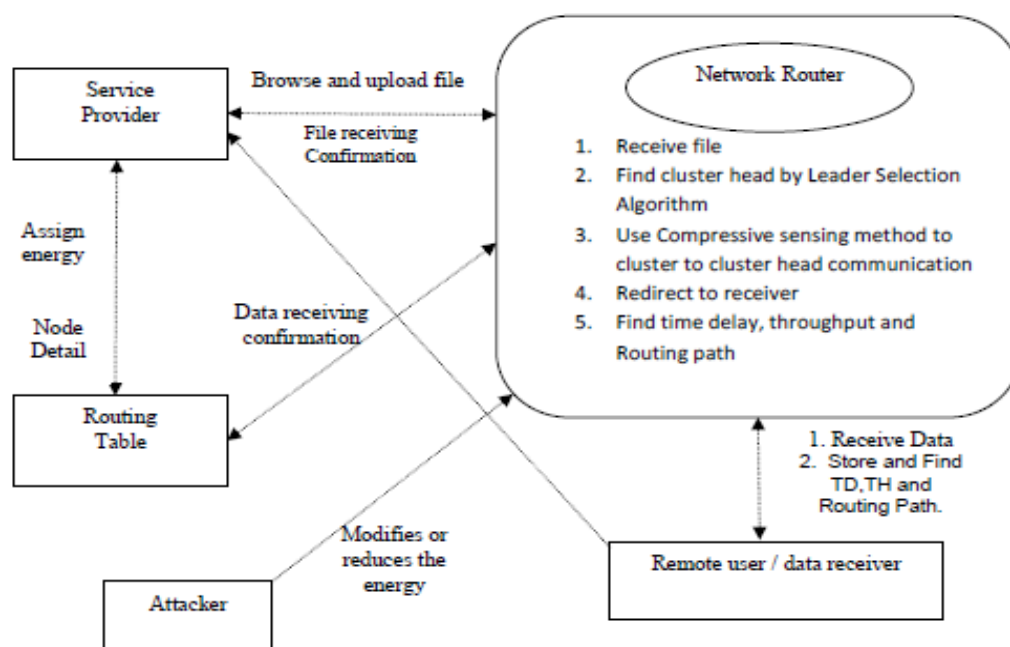 Service
Provider
Browse and upload file
File receiving
Confirmation
Network Router
1. Receive file
2. Find cluster head by Leader Selection
Algorithm
3. Use Compressive sensing method to
cluster to cluster head communication
4. Redirect to receiver
5. Find time delay, throughput and
Routing path
Assign
energy
Node
Detail
Data receiving
confirmation
Routing
Table
1. Receive Data
2. Store and Find
TD,TH and
Routing Path.
Modifies or
reduces the
energy
Attacker
Remote user / data receiver